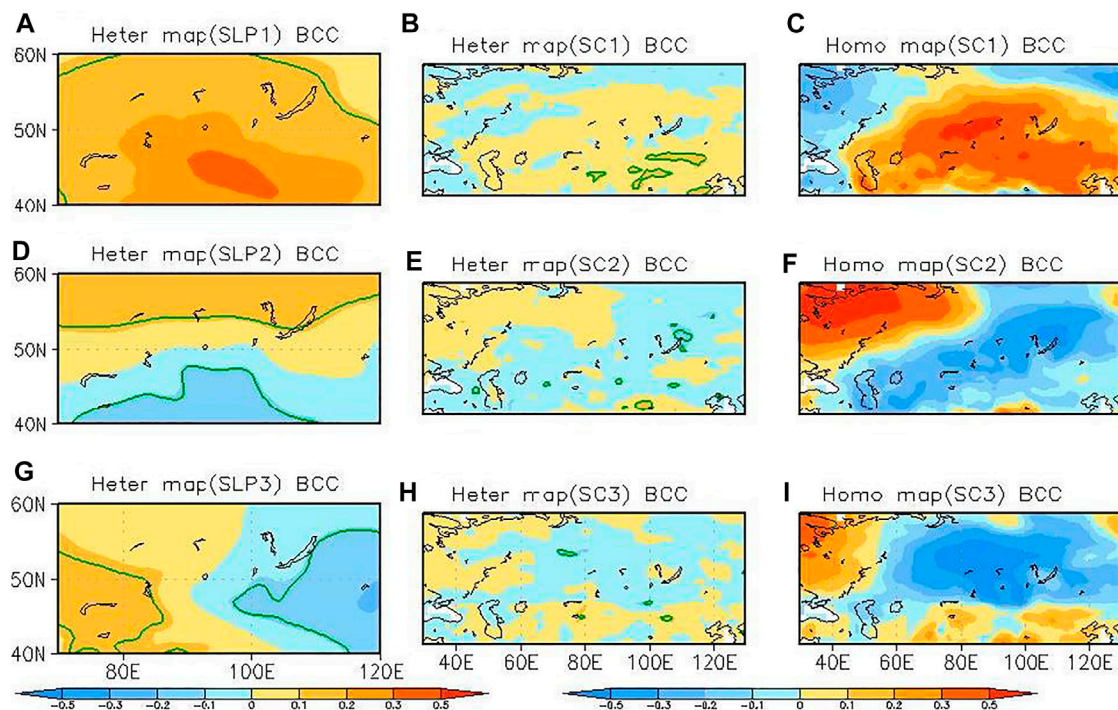 A
Heter map(SLP1) BCC
60N
50N
40N
B
Heter map(SC1) BCC
C
Homo map(SC1) BCC
D
Heter map(SLP2) BCC
60N
50N
40N
E
Heter map(SC2) BCC
F
Homo map(SC2) BCC
G
Heter map(SLP3) BCC
60N
50N
40N
80E 100E 120E
H
Heter map(SC3) BCC
40E 60E 80E 100E 120E
I
Homo map(SC3) BCC
40E 60E 80E 100E 120E
-0.5 -0.3 -0.2 -0.1 0 0.1 0.2 0.3 0.5
-0.5 -0.3 -0.2 -0.1 0 0.1 0.2 0.3 0.5